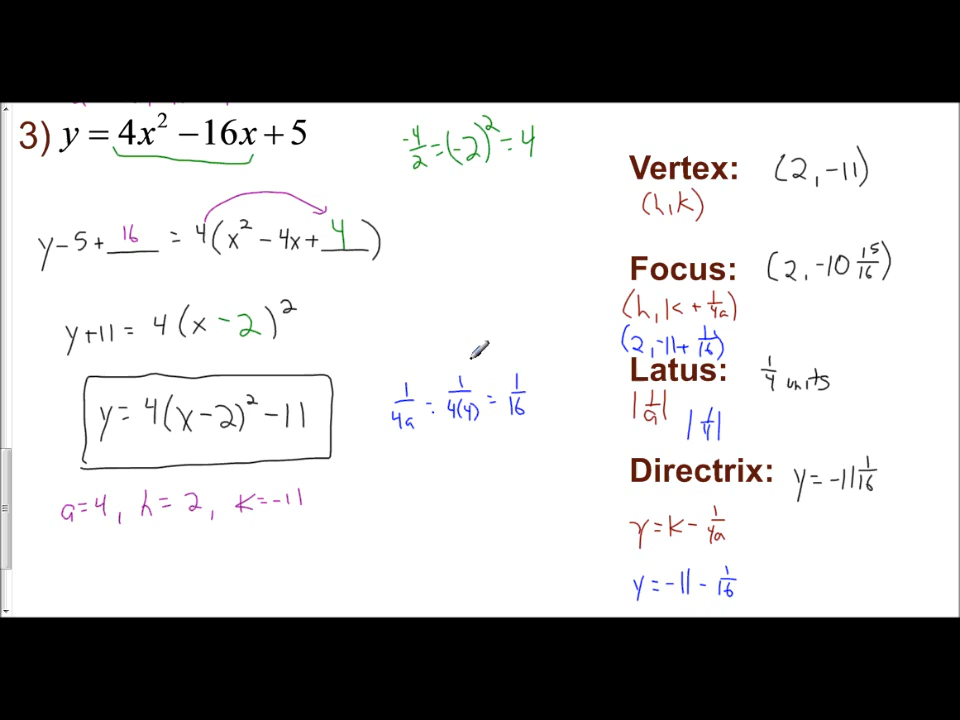 3) y = 4x² − 16x + 5
-4/2 = (-2)² = 4
y - 5 + 16 = 4(x² - 4x + 4)
y + 11 = 4(x - 2)²
y = 4(x - 2)² - 11
a = 4, h = 2, k = -11
1/4a = 1/4(4) = 1/16
Vertex: (2, -11)
(h, k)
Focus: (2, -10 15/16)
(h, k + 1/4a)
(2, -11 + 1/16)
Latus: 1/4 units
|1/a| |1/4|
Directrix: y = -11 1/16
y = k - 1/4a
y = -11 - 1/16